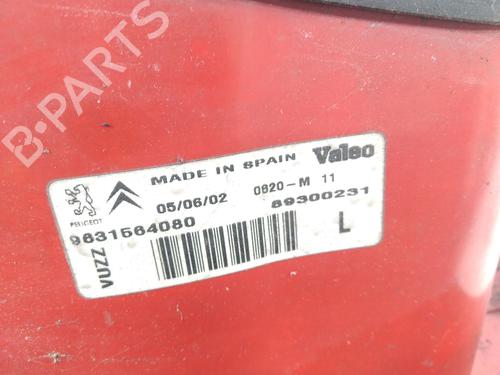 B-PARTS
MADE IN SPAIN Valeo
PEUGEOT 05/06/02 0820-M 11
9631564080 89300231
VUZZ L